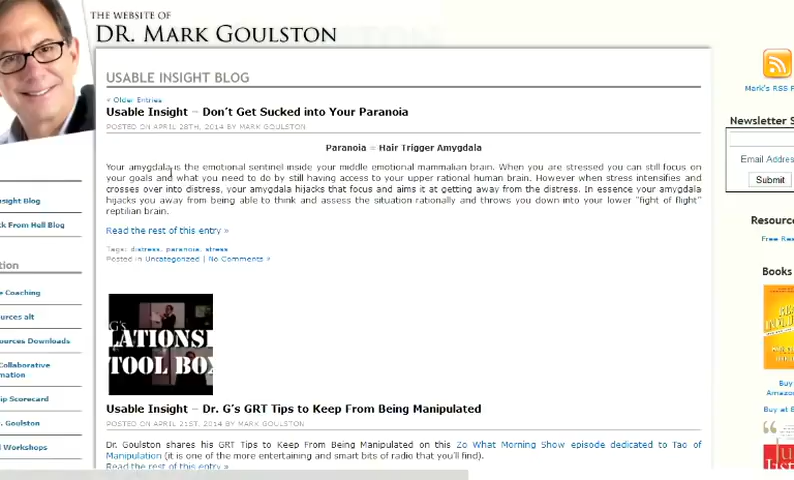 THE WEBSITE OF
DR. MARK GOULSTON
USABLE INSIGHT BLOG
« Older Entries
Usable Insight – Don't Get Sucked into Your Paranoia
POSTED ON APRIL 28TH, 2014 BY MARK GOULSTON
Paranoia = Hair Trigger Amygdala
Your amygdala is the emotional sentinel inside your middle emotional mammalian brain. When you are stressed you can still focus on
your goals and what you need to do by still having access to your upper rational human brain. However when stress intensifies and
crosses over into distress, your amygdala hijacks that focus and aims it at getting away from the distress. In essence your amygdala
hijacks you away from being able to think and assess the situation rationally and throws you down into your lower "fight of flight"
reptilian brain.
Read the rest of this entry »
Tags: distress, paranoia, stress
Posted in Uncategorized | No Comments »
G's
LATIONSI
TOOL BOX
Usable Insight – Dr. G's GRT Tips to Keep From Being Manipulated
POSTED ON APRIL 21ST, 2014 BY MARK GOULSTON
Dr. Goulston shares his GRT Tips to Keep From Being Manipulated on this Zo What Morning Show episode dedicated to Tao of
Manipulation (it is one of the more entertaining and smart bits of radio that you'll find).
Read the rest of this entry »
nsight Blog
ck From Hell Blog
tion
e Coaching
urces alt
ources Downloads
Collaborative
mation
ip Scorecard
. Goulston
l Workshops
Mark's RSS F
Newsletter S
Email Addres
Submit
Resource
Free Re
Books
Buy
Amazon
Buy at B
Ju